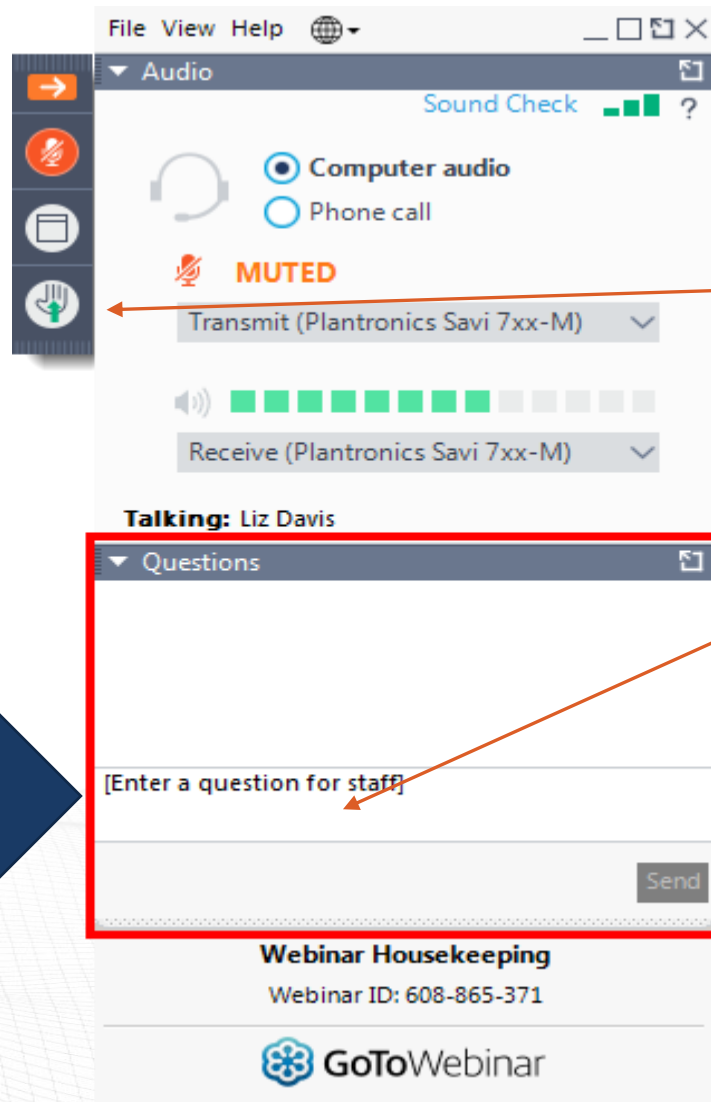 File View Help
Audio
Sound Check ?
Computer audio
Phone call
MUTED
Transmit (Plantronics Savi 7xx-M)
Receive (Plantronics Savi 7xx-M)
Talking: Liz Davis
Questions
[Enter a question for staff]
Send
Webinar Housekeeping
Webinar ID: 608-865-371
GoToWebinar